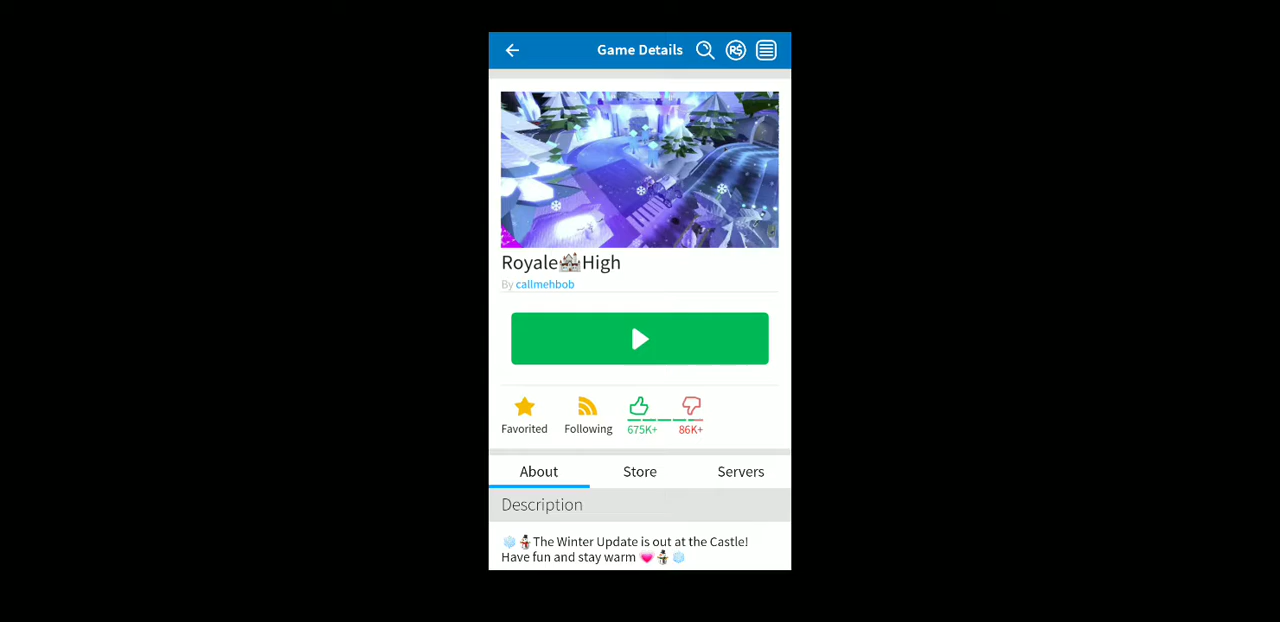 Game Details
R$
Royale🏰High
By callmehbob
Favorited
Following
675K+
86K+
About
Store
Servers
Description
❄️⛄The Winter Update is out at the Castle!
Have fun and stay warm 💗⛄❄️